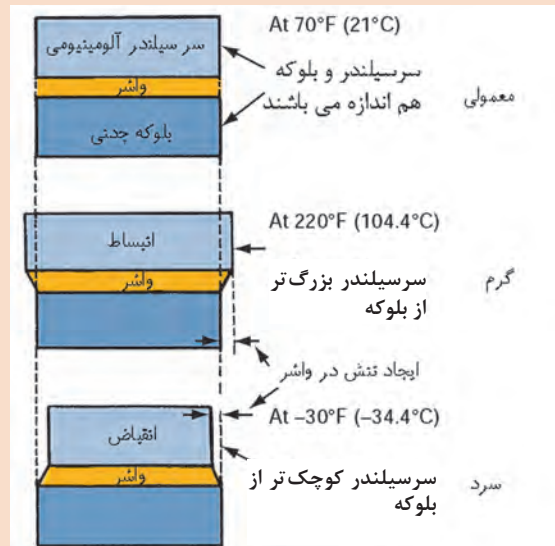 At 70°F (21°C)
سر سیلندر آلومینیومی
واشر
سرسیلندر و بلوکه
هم اندازه می باشند
معمولی
بلوکه چدنی
At 220°F (104.4°C)
انبساط
واشر
سرسیلندر بزرگ‌تر
از بلوکه
گرم
ایجاد تنش در واشر
At –30°F (–34.4°C)
انقباض
واشر
سرسیلندر کوچک‌تر از
بلوکه
سرد